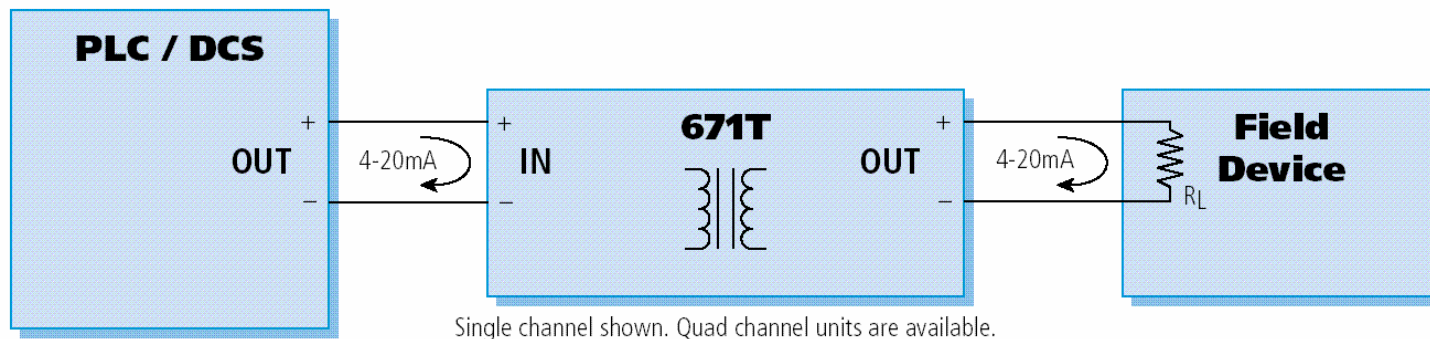 PLC / DCS
+
OUT
−
4-20mA
+
IN
−
671T
+
OUT
−
4-20mA
RL
Field
Device
Single channel shown. Quad channel units are available.